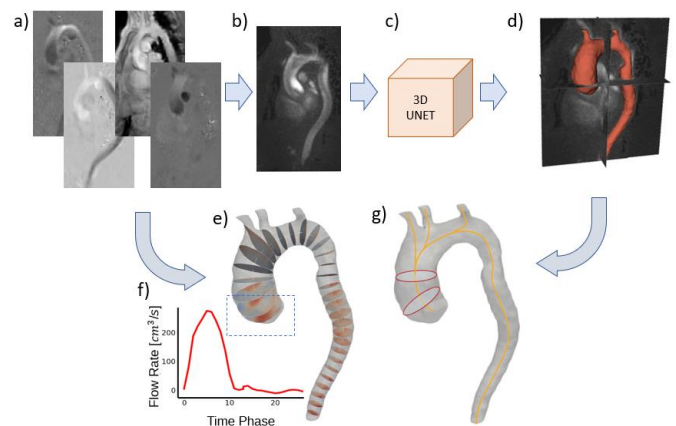 a)
b)
c)
d)
3D
UNET
e)
g)
f)
Flow Rate [cm³/s]
200
100
0
0
10
20
Time Phase